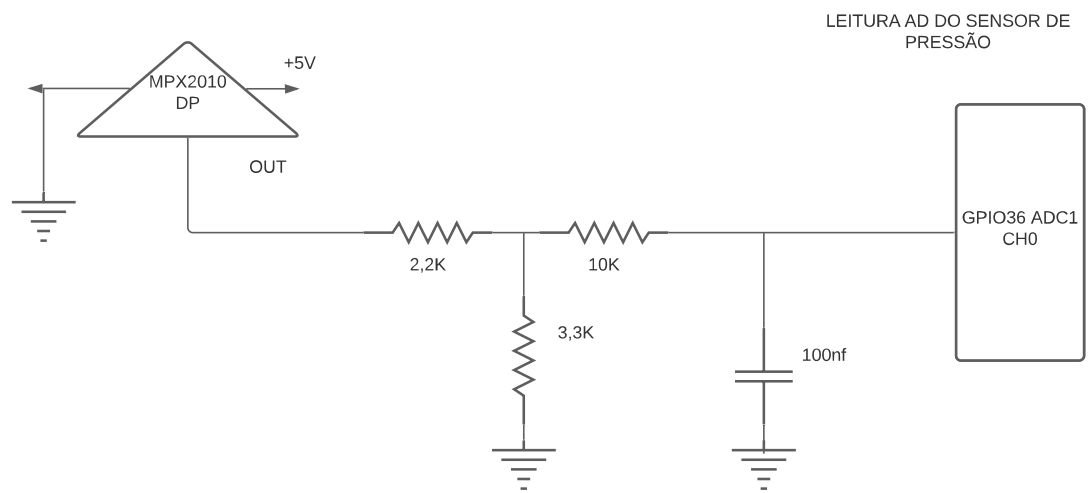 LEITURA AD DO SENSOR DE
PRESSÃO
+5V
MPX2010
DP
OUT
GPIO36 ADC1
CH0
2,2K
10K
3,3K
100nf